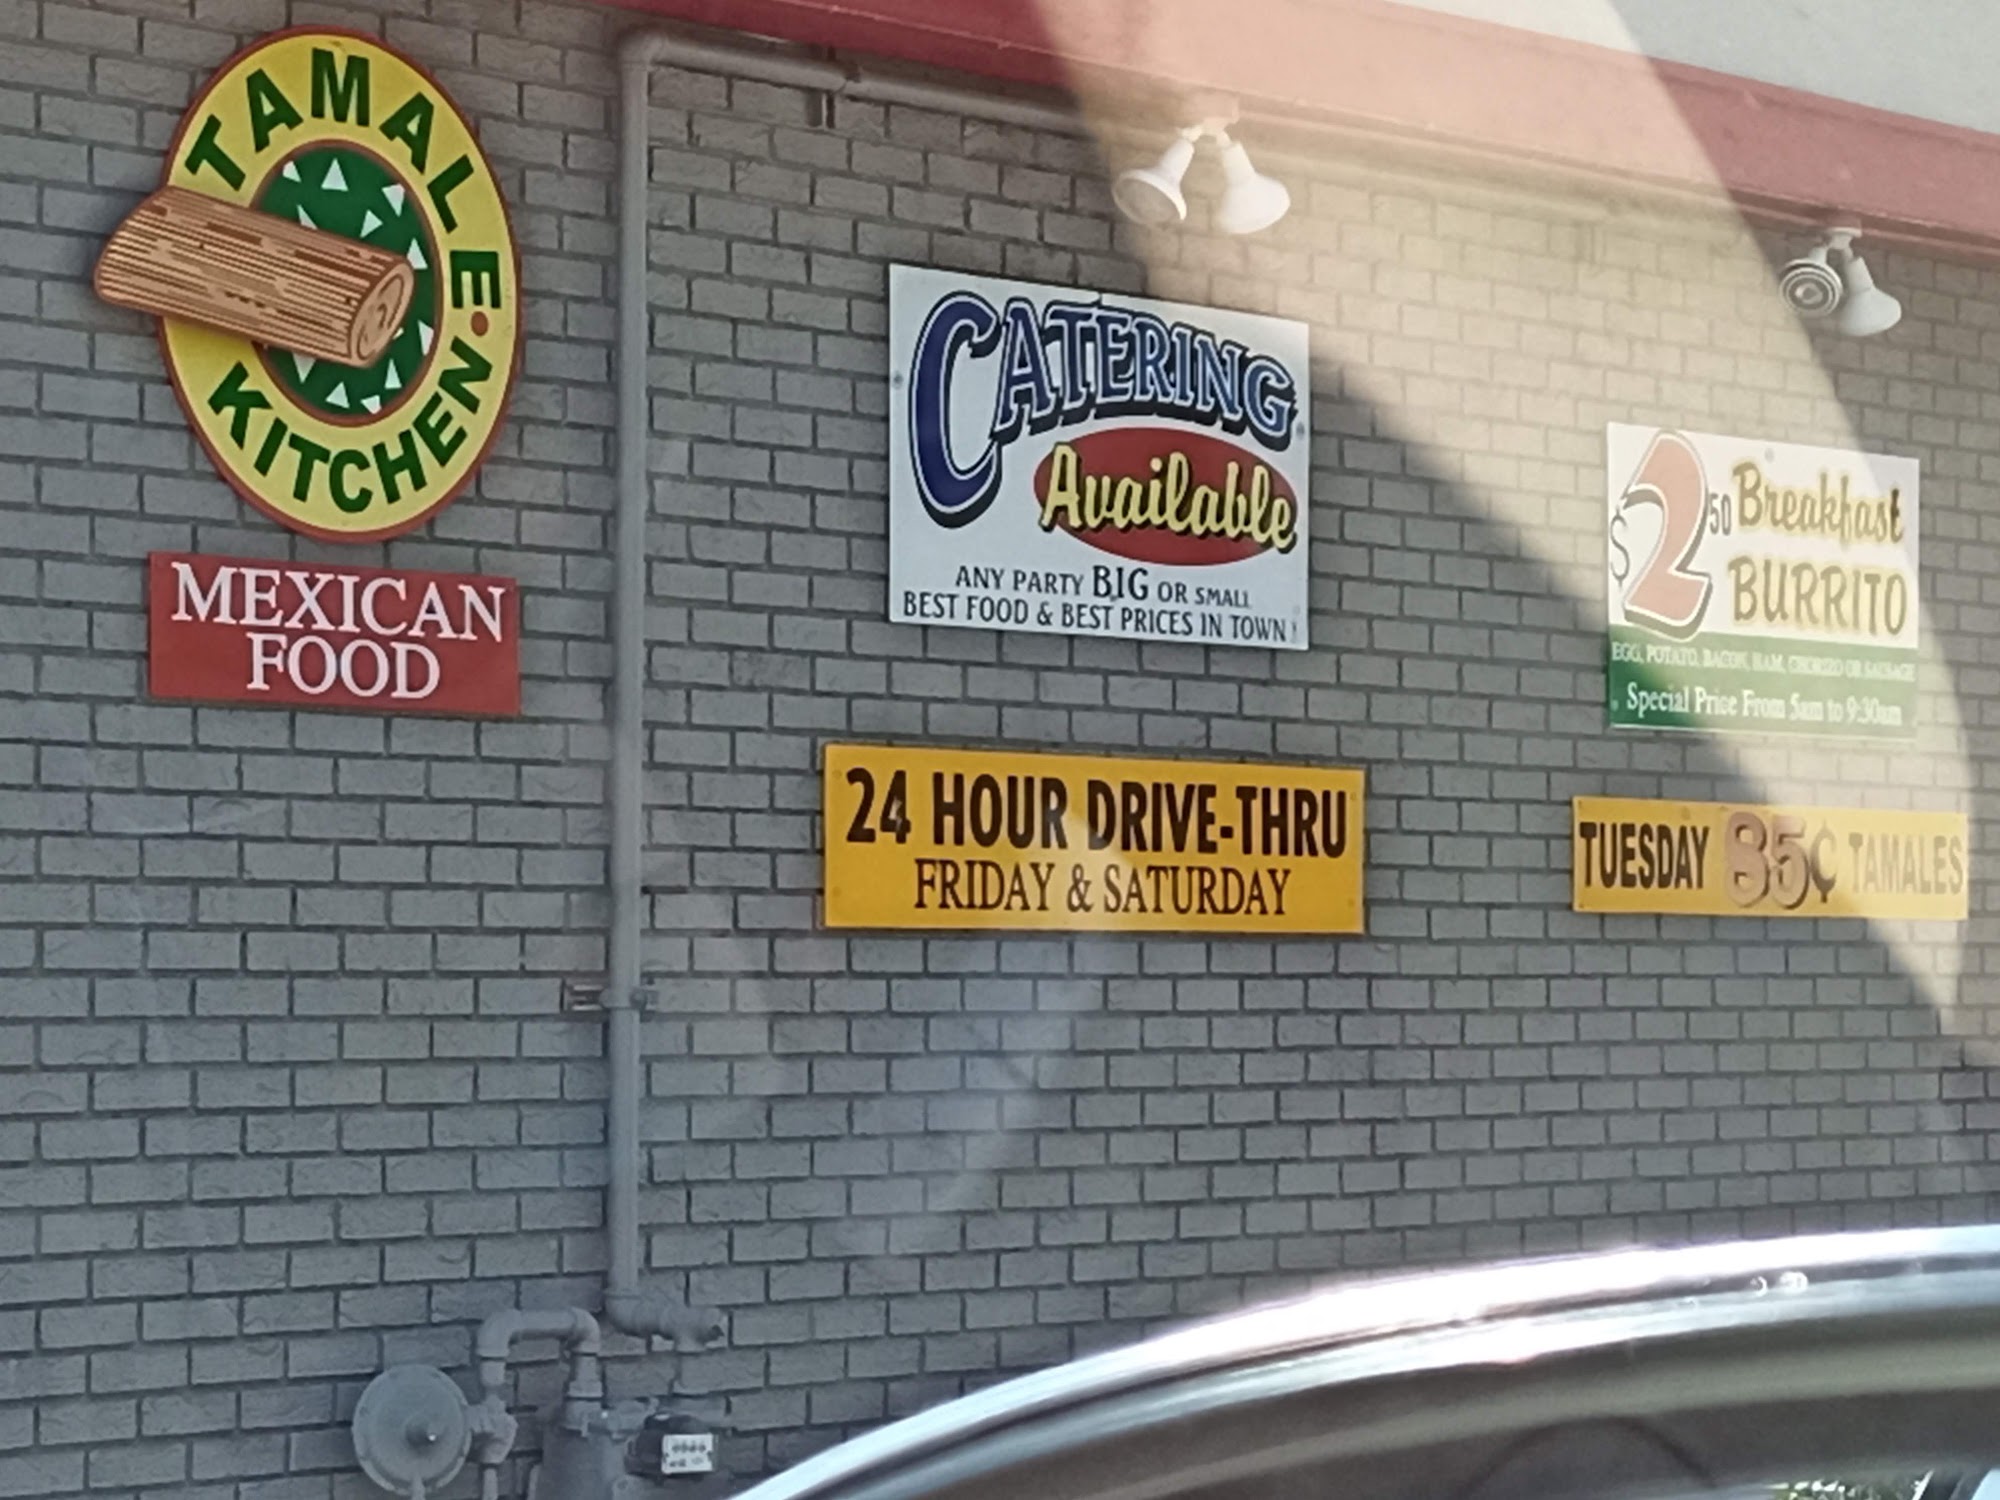 TAMALE • KITCHEN
MEXICAN
FOOD
CATERING
Available
ANY PARTY BIG OR SMALL
BEST FOOD & BEST PRICES IN TOWN!
24 HOUR DRIVE-THRU
FRIDAY & SATURDAY
$2 50 Breakfast
BURRITO
EGG, POTATO, BACON, HAM, CHORIZO OR SAUSAGE
Special Price From 5am to 9:30am
TUESDAY 85¢ TAMALES